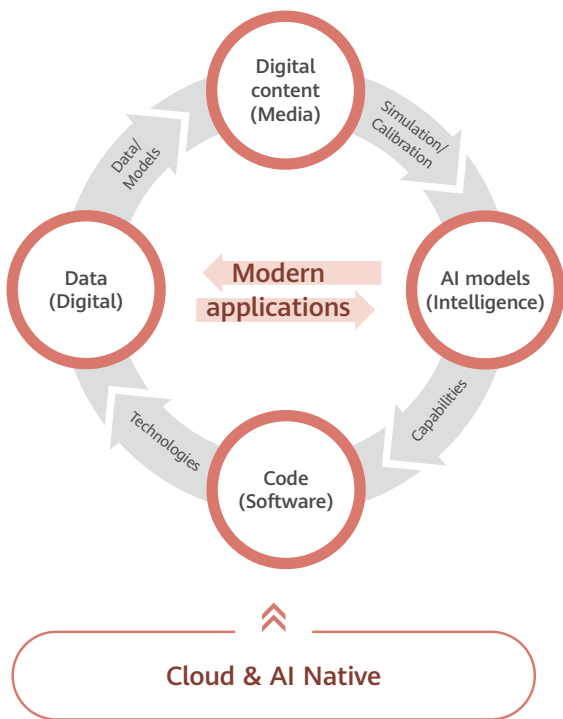 Digital
content
(Media)
Simulation/
Calibration
Data/
Models
Data
(Digital)
Modern
applications
AI models
(Intelligence)
Technologies
Capabilities
Code
(Software)
Cloud & AI Native